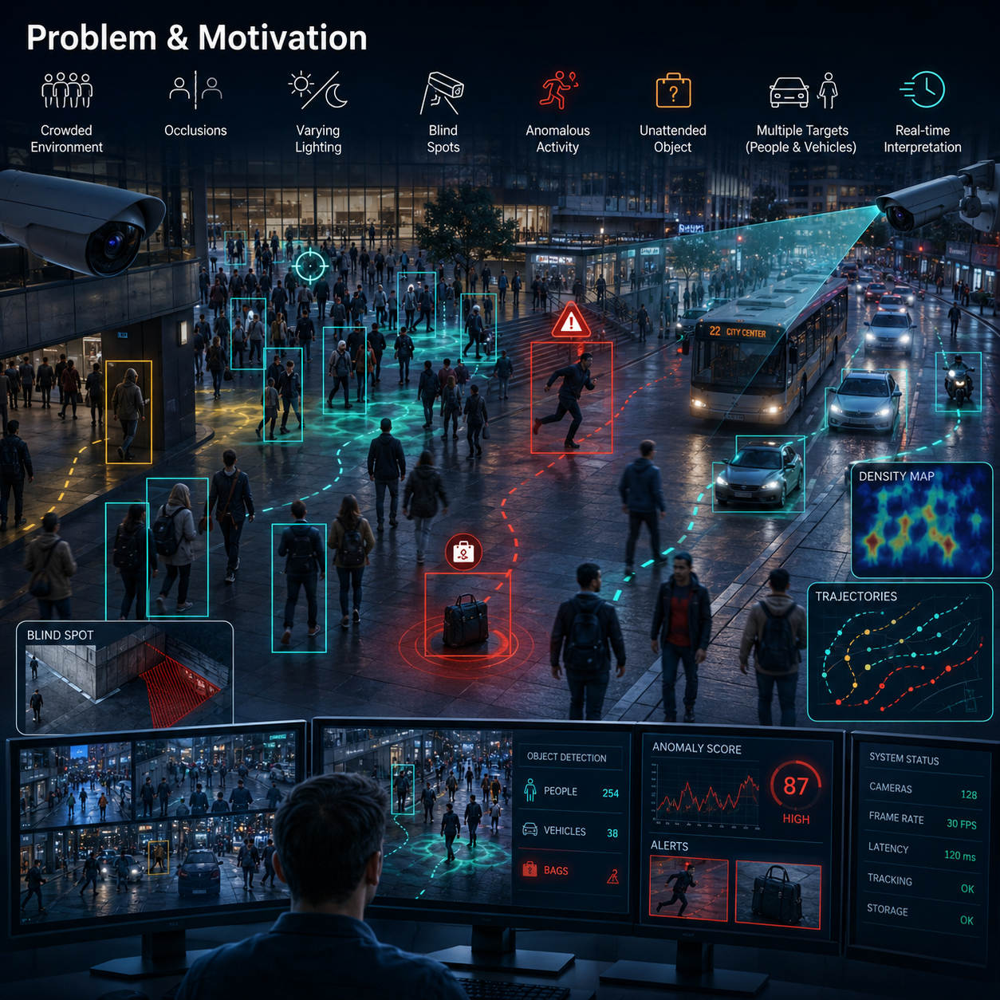 Problem & Motivation
Crowded
Environment
Occlusions
Varying
Lighting
Blind
Spots
Anomalous
Activity
?
Unattended
Object
Multiple Targets
(People & Vehicles)
Real-time
Interpretation
22 CITY CENTER
DENSITY MAP
TRAJECTORIES
BLIND SPOT
OBJECT DETECTION
PEOPLE 254
VEHICLES 38
BAGS
ANOMALY SCORE
87
HIGH
ALERTS
SYSTEM STATUS
CAMERAS 128
FRAME RATE 30 FPS
LATENCY 120 ms
TRACKING OK
STORAGE OK